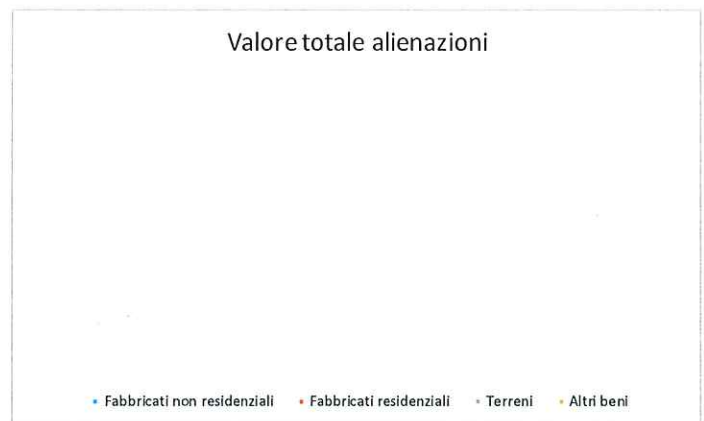 Valore totale alienazioni
Fabbricati non residenziali Fabbricati residenziali Terreni Altri beni